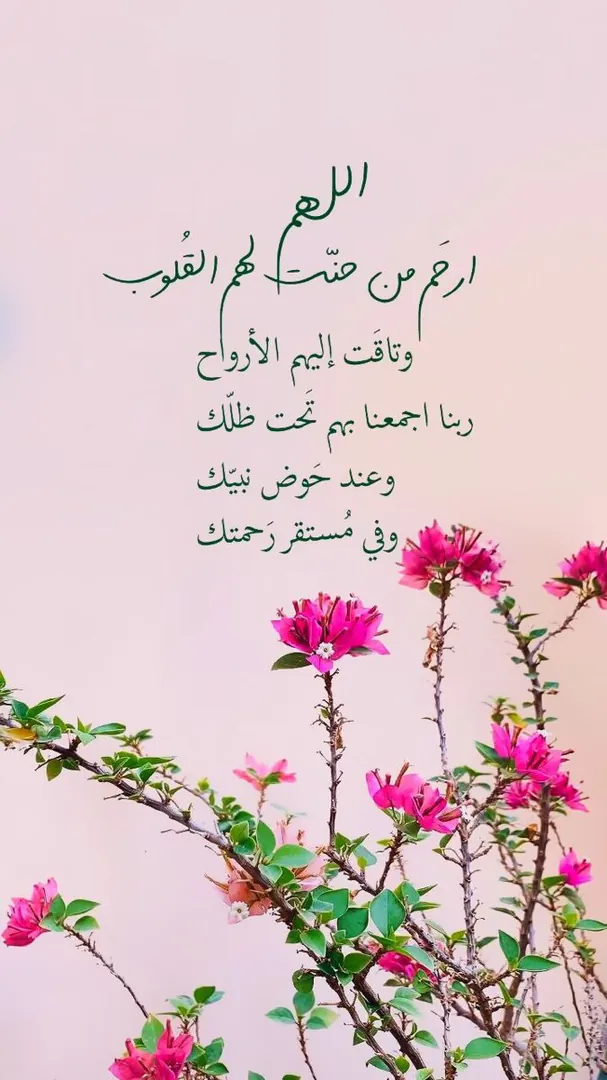 اللهم
ارحَم من حنّت لهم القُلوب
وتاقَت إليهم الأرواح
ربنا اجمعنا بهم تَحت ظلّك
وعند حَوض نبيّك
وفي مُستقر رَحمتك